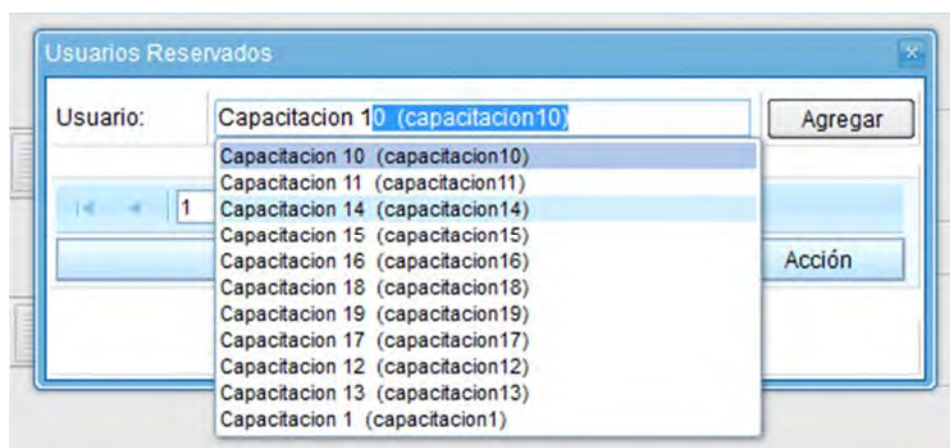 Usuarios Reservados
Usuario: Capacitacion 10 (capacitacion10) Agregar
Capacitacion 10 (capacitacion10)
Capacitacion 11 (capacitacion11)
1 Capacitacion 14 (capacitacion14)
Capacitacion 15 (capacitacion15)
Capacitacion 16 (capacitacion16) Acción
Capacitacion 18 (capacitacion18)
Capacitacion 19 (capacitacion19)
Capacitacion 17 (capacitacion17)
Capacitacion 12 (capacitacion12)
Capacitacion 13 (capacitacion13)
Capacitacion 1 (capacitacion1)